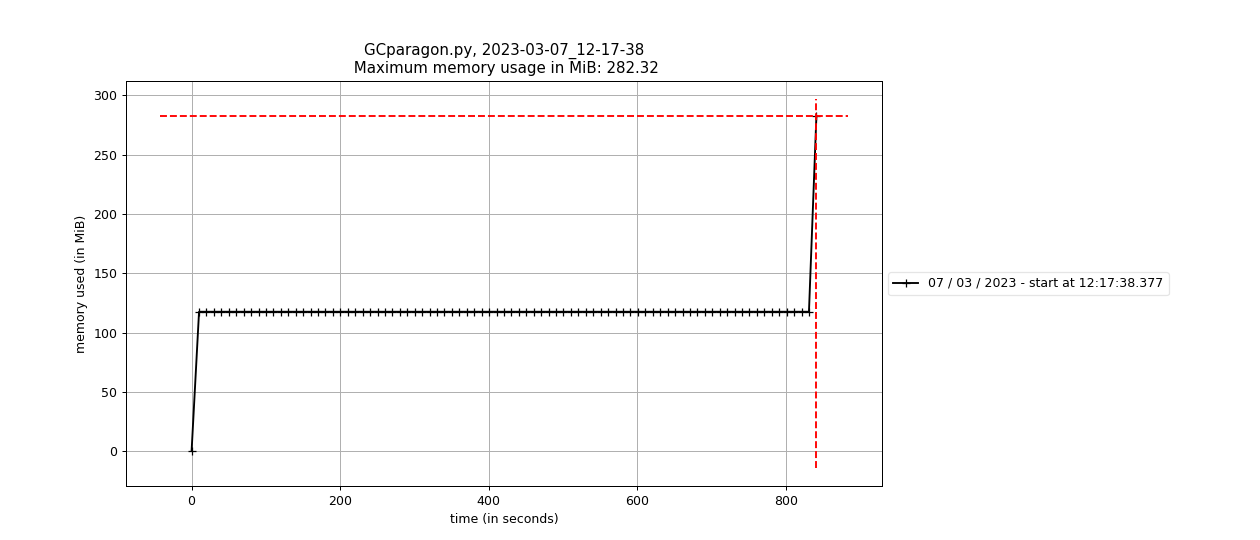 GCparagon.py, 2023-03-07_12-17-38
Maximum memory usage in MiB: 282.32
300
250
200
150
100
50
0
memory used (in MiB)
0 200 400 600 800
time (in seconds)
07 / 03 / 2023 - start at 12:17:38.377